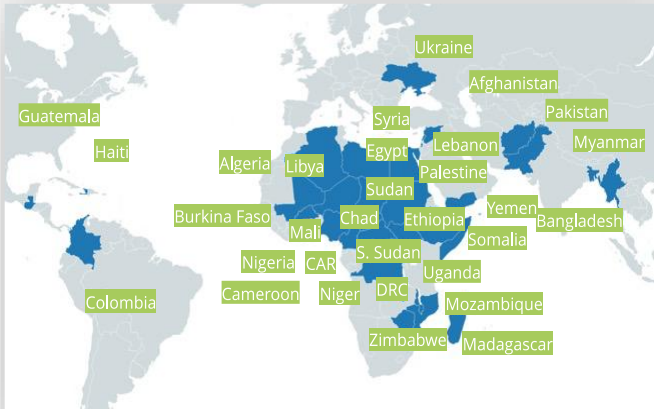 Ukraine
Afghanistan
Guatemala
Pakistan
Syria
Haiti
Egypt
Lebanon
Myanmar
Algeria
Libya
Palestine
Sudan
Burkina Faso
Mali
Chad
Ethiopia
Yemen
Bangladesh
Somalia
Nigeria
CAR
S. Sudan
Uganda
Colombia
Cameroon
Niger
DRC
Mozambique
Zimbabwe
Madagascar